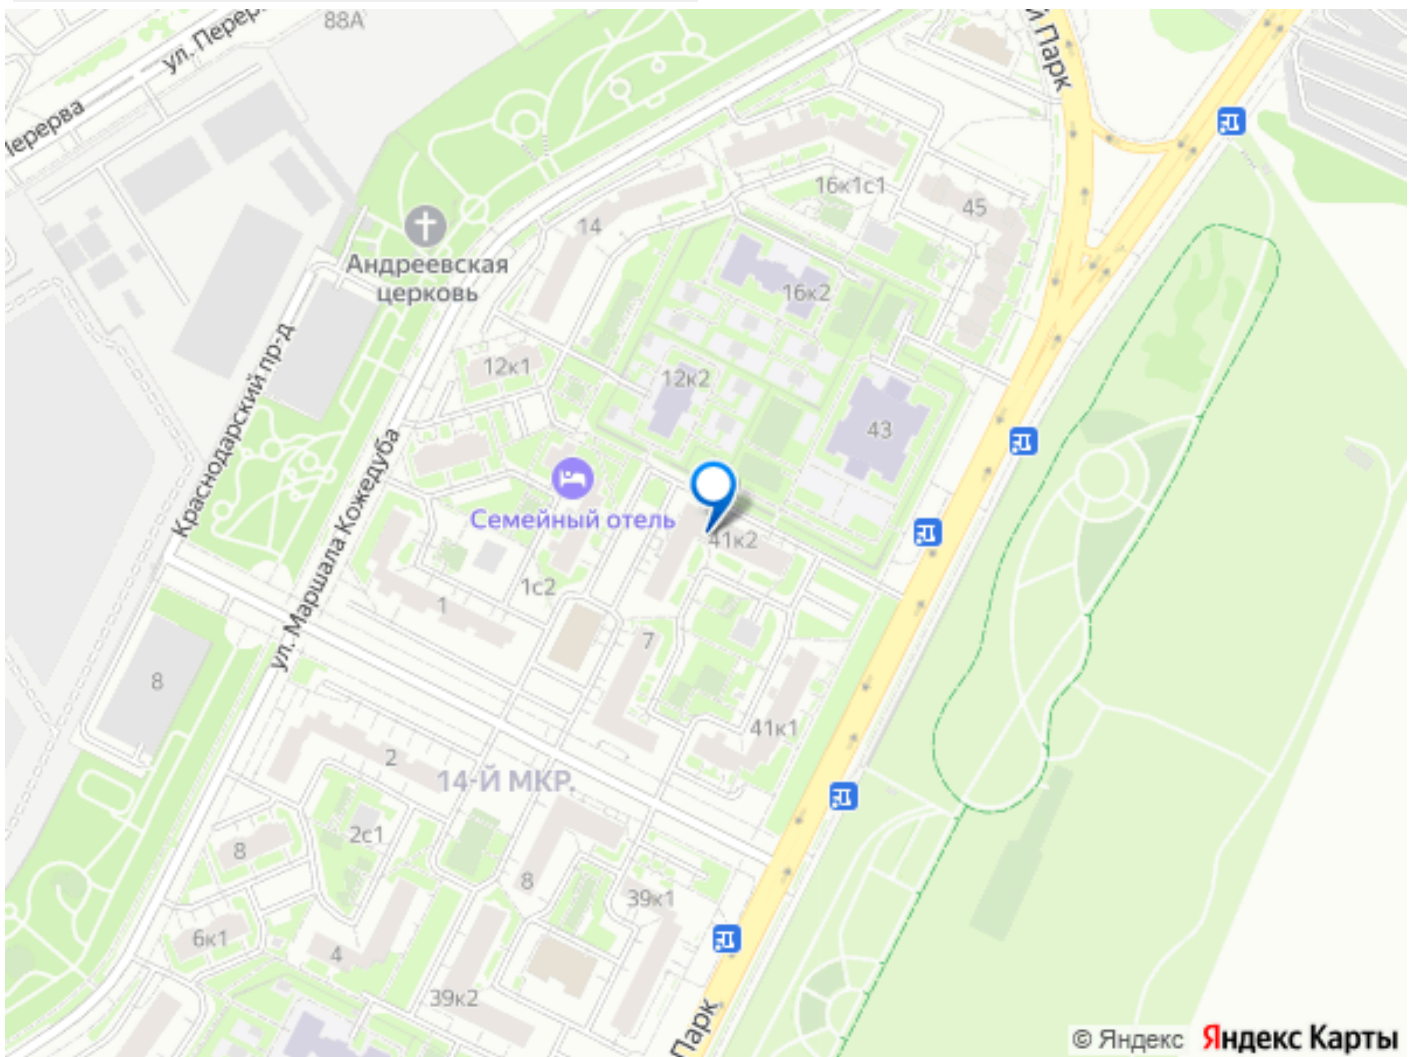 88А
ул. Перерв
Перерва
й Парк
16к1с1
45
14
Андреевская
церковь
16к2
Краснодарский пр-д
12к1
12к2
43
ул. Маршала Кожедуба
Семейный отель
41к2
1с2
1
7
8
41к1
2
14-Й МКР.
2с1
8
8
39к1
6к1
4
39к2
Парк
© Яндекс Яндекс Карты